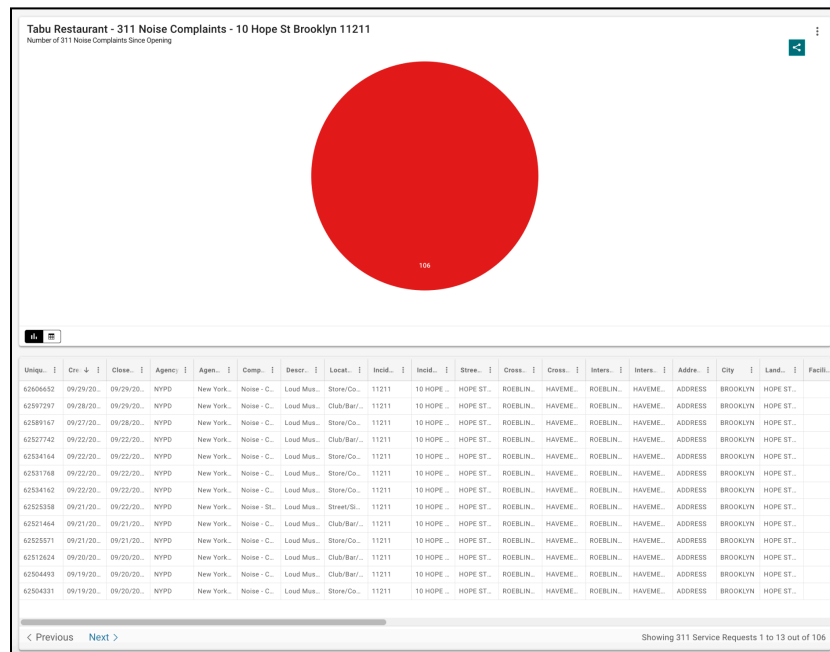 Tabu Restaurant - 311 Noise Complaints - 10 Hope St Brooklyn 11211
Number of 311 Noise Complaints Since Opening
106
Uniqu... Cre Close... Agency Agen... Comp... Descr... Locat... Incid... Incid... Stree... Cross... Cross... Inters... Inters... Addre... City Land... Facili...
62606652 09/29/20... 09/29/20... NYPD New York... Noise - C... Loud Mus... Store/Co... 11211 10 HOPE ... HOPE ST... ROEBLIN... HAVEME... ROEBLIN... HAVEME... ADDRESS BROOKLYN HOPE ST...
62597297 09/28/20... 09/29/20... NYPD New York... Noise - C... Loud Mus... Club/Bar/... 11211 10 HOPE ... HOPE ST... ROEBLIN... HAVEME... ROEBLIN... HAVEME... ADDRESS BROOKLYN HOPE ST...
62589167 09/27/20... 09/28/20... NYPD New York... Noise - C... Loud Mus... Store/Co... 11211 10 HOPE ... HOPE ST... ROEBLIN... HAVEME... ROEBLIN... HAVEME... ADDRESS BROOKLYN HOPE ST...
62527742 09/22/20... 09/22/20... NYPD New York... Noise - C... Loud Mus... Club/Bar/... 11211 10 HOPE ... HOPE ST... ROEBLIN... HAVEME... ROEBLIN... HAVEME... ADDRESS BROOKLYN HOPE ST...
62534164 09/22/20... 09/22/20... NYPD New York... Noise - C... Loud Mus... Store/Co... 11211 10 HOPE ... HOPE ST... ROEBLIN... HAVEME... ROEBLIN... HAVEME... ADDRESS BROOKLYN HOPE ST...
62531768 09/22/20... 09/22/20... NYPD New York... Noise - C... Loud Mus... Store/Co... 11211 10 HOPE ... HOPE ST... ROEBLIN... HAVEME... ROEBLIN... HAVEME... ADDRESS BROOKLYN HOPE ST...
62534162 09/22/20... 09/22/20... NYPD New York... Noise - C... Loud Mus... Store/Co... 11211 10 HOPE ... HOPE ST... ROEBLIN... HAVEME... ROEBLIN... HAVEME... ADDRESS BROOKLYN HOPE ST...
62525358 09/21/20... 09/22/20... NYPD New York... Noise - St... Loud Mus... Street/Si... 11211 10 HOPE ... HOPE ST... ROEBLIN... HAVEME... ROEBLIN... HAVEME... ADDRESS BROOKLYN HOPE ST...
62521464 09/21/20... 09/21/20... NYPD New York... Noise - C... Loud Mus... Club/Bar/... 11211 10 HOPE ... HOPE ST... ROEBLIN... HAVEME... ROEBLIN... HAVEME... ADDRESS BROOKLYN HOPE ST...
62525571 09/21/20... 09/21/20... NYPD New York... Noise - C... Loud Mus... Store/Co... 11211 10 HOPE ... HOPE ST... ROEBLIN... HAVEME... ROEBLIN... HAVEME... ADDRESS BROOKLYN HOPE ST...
62512624 09/20/20... 09/20/20... NYPD New York... Noise - C... Loud Mus... Club/Bar/... 11211 10 HOPE ... HOPE ST... ROEBLIN... HAVEME... ROEBLIN... HAVEME... ADDRESS BROOKLYN HOPE ST...
62504493 09/19/20... 09/20/20... NYPD New York... Noise - C... Loud Mus... Club/Bar/... 11211 10 HOPE ... HOPE ST... ROEBLIN... HAVEME... ROEBLIN... HAVEME... ADDRESS BROOKLYN HOPE ST...
62504331 09/19/20... 09/20/20... NYPD New York... Noise - C... Loud Mus... Store/Co... 11211 10 HOPE ... HOPE ST... ROEBLIN... HAVEME... ROEBLIN... HAVEME... ADDRESS BROOKLYN HOPE ST...
< Previous Next > Showing 311 Service Requests 1 to 13 out of 106